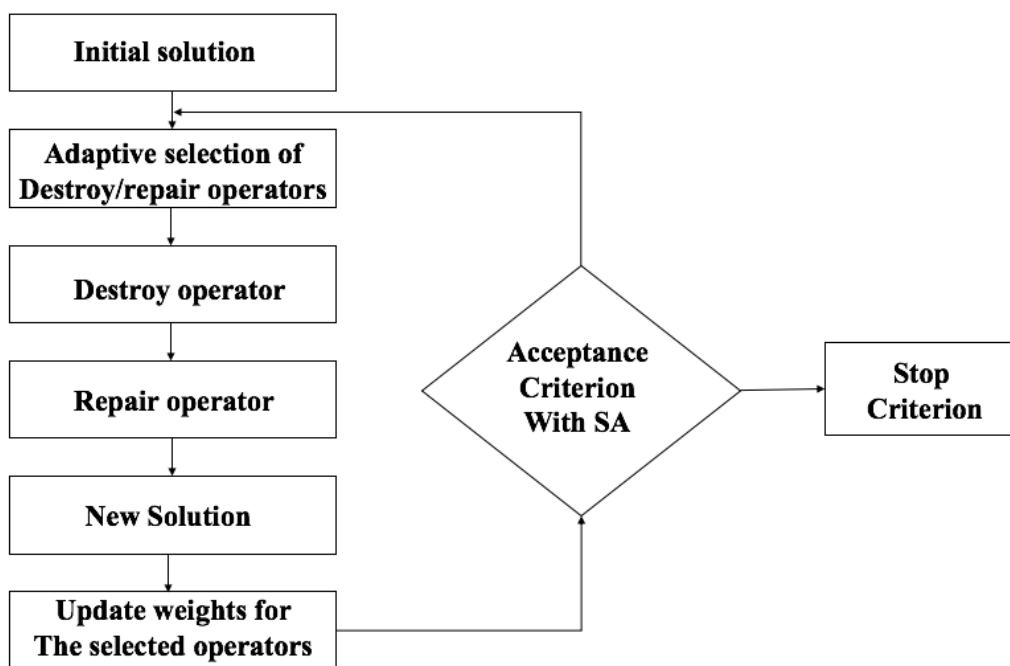 Initial solution
Adaptive selection of
Destroy/repair operators
Destroy operator
Repair operator
New Solution
Update weights for
The selected operators
Acceptance
Criterion
With SA
Stop
Criterion